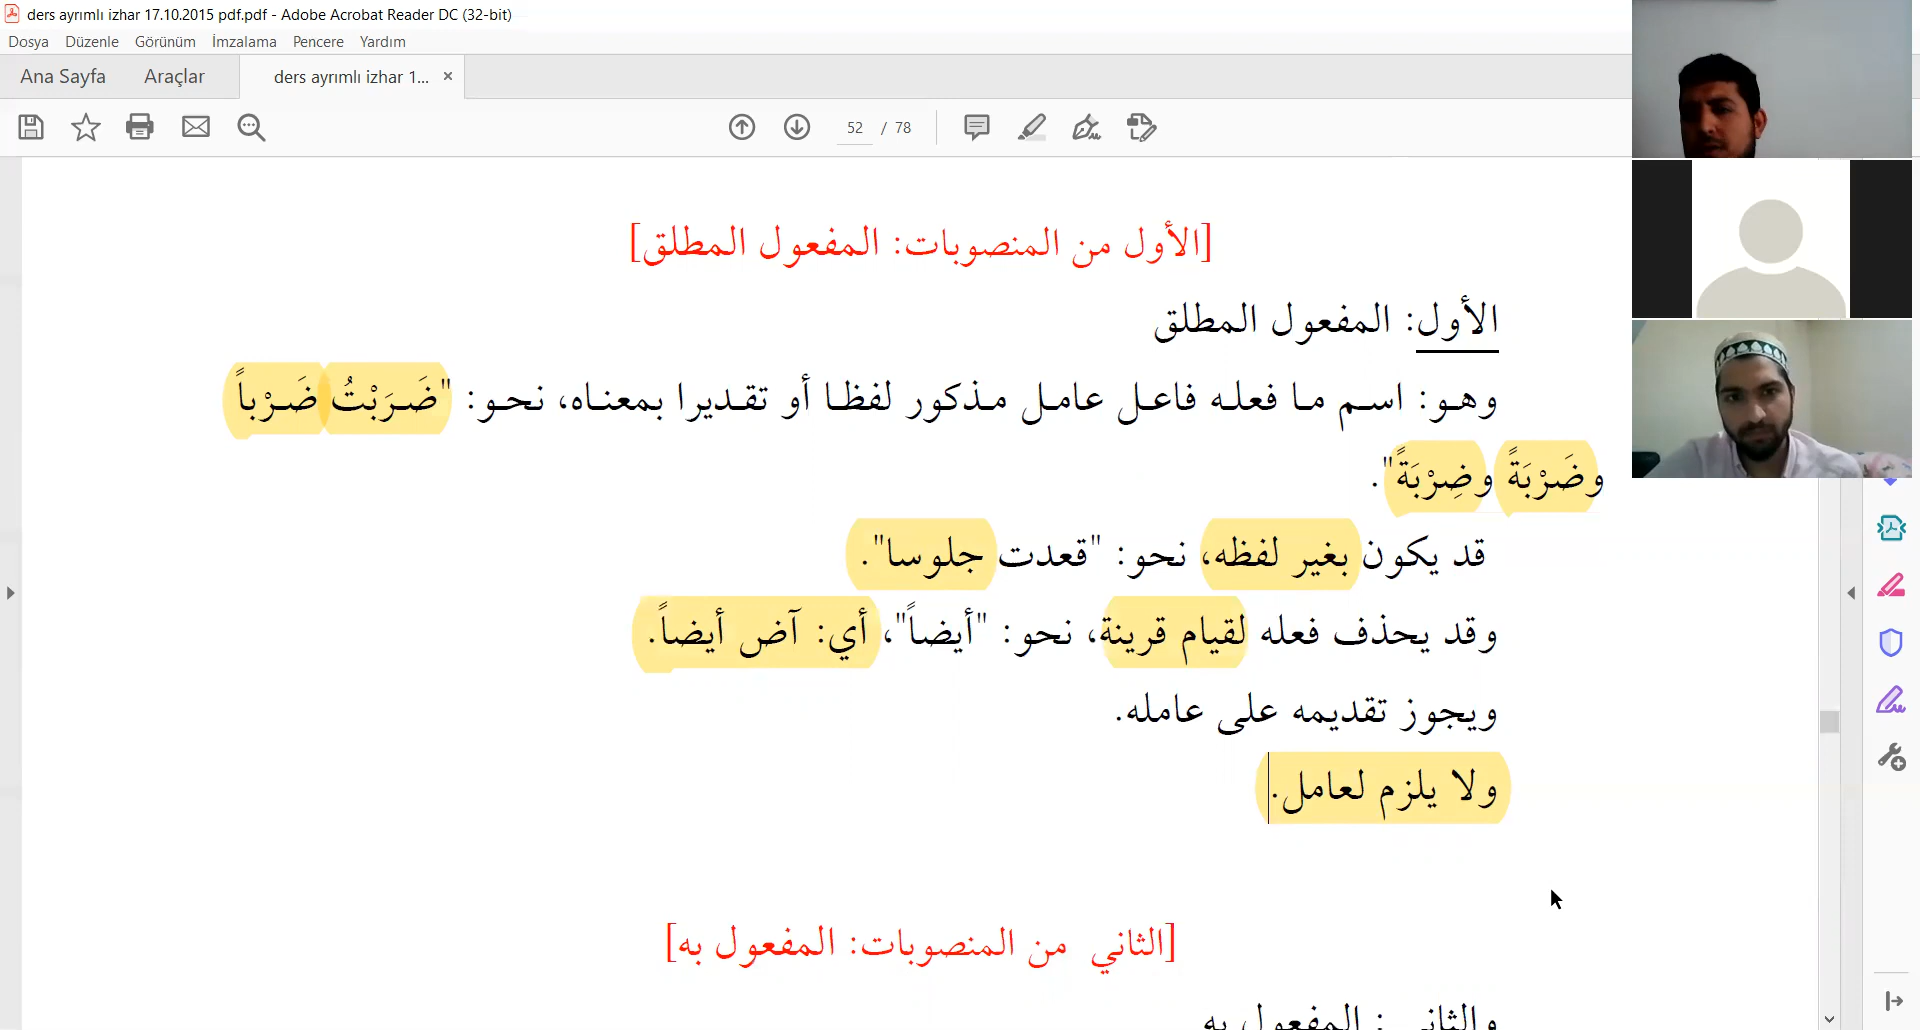 ders ayrımlı izhar 17.10.2015 pdf.pdf - Adobe Acrobat Reader DC (32-bit)
Dosya Düzenle Görünüm İmzalama Pencere Yardım
Ana Sayfa Araçlar ders ayrımlı izhar 1... ×
52 / 78
[الأول من المنصوبات: المفعول المطلق]
الأول: المفعول المطلق
وهو: اسم ما فعله فاعل عامل مذكور لفظا أو تقديرا بمعناه، نحو: "ضَرَبْتُ ضَرْباً
وضَرْبَةً وضِرْبَةً".
قد يكون بغير لفظه، نحو: "قعدت جلوسا".
وقد يحذف فعله لقيام قرينة، نحو: "أيضاً"، أي: آض أيضاً.
ويجوز تقديمه على عامله.
ولا يلزم لعامل.
[الثاني من المنصوبات: المفعول به]
والثاني: المفعول به